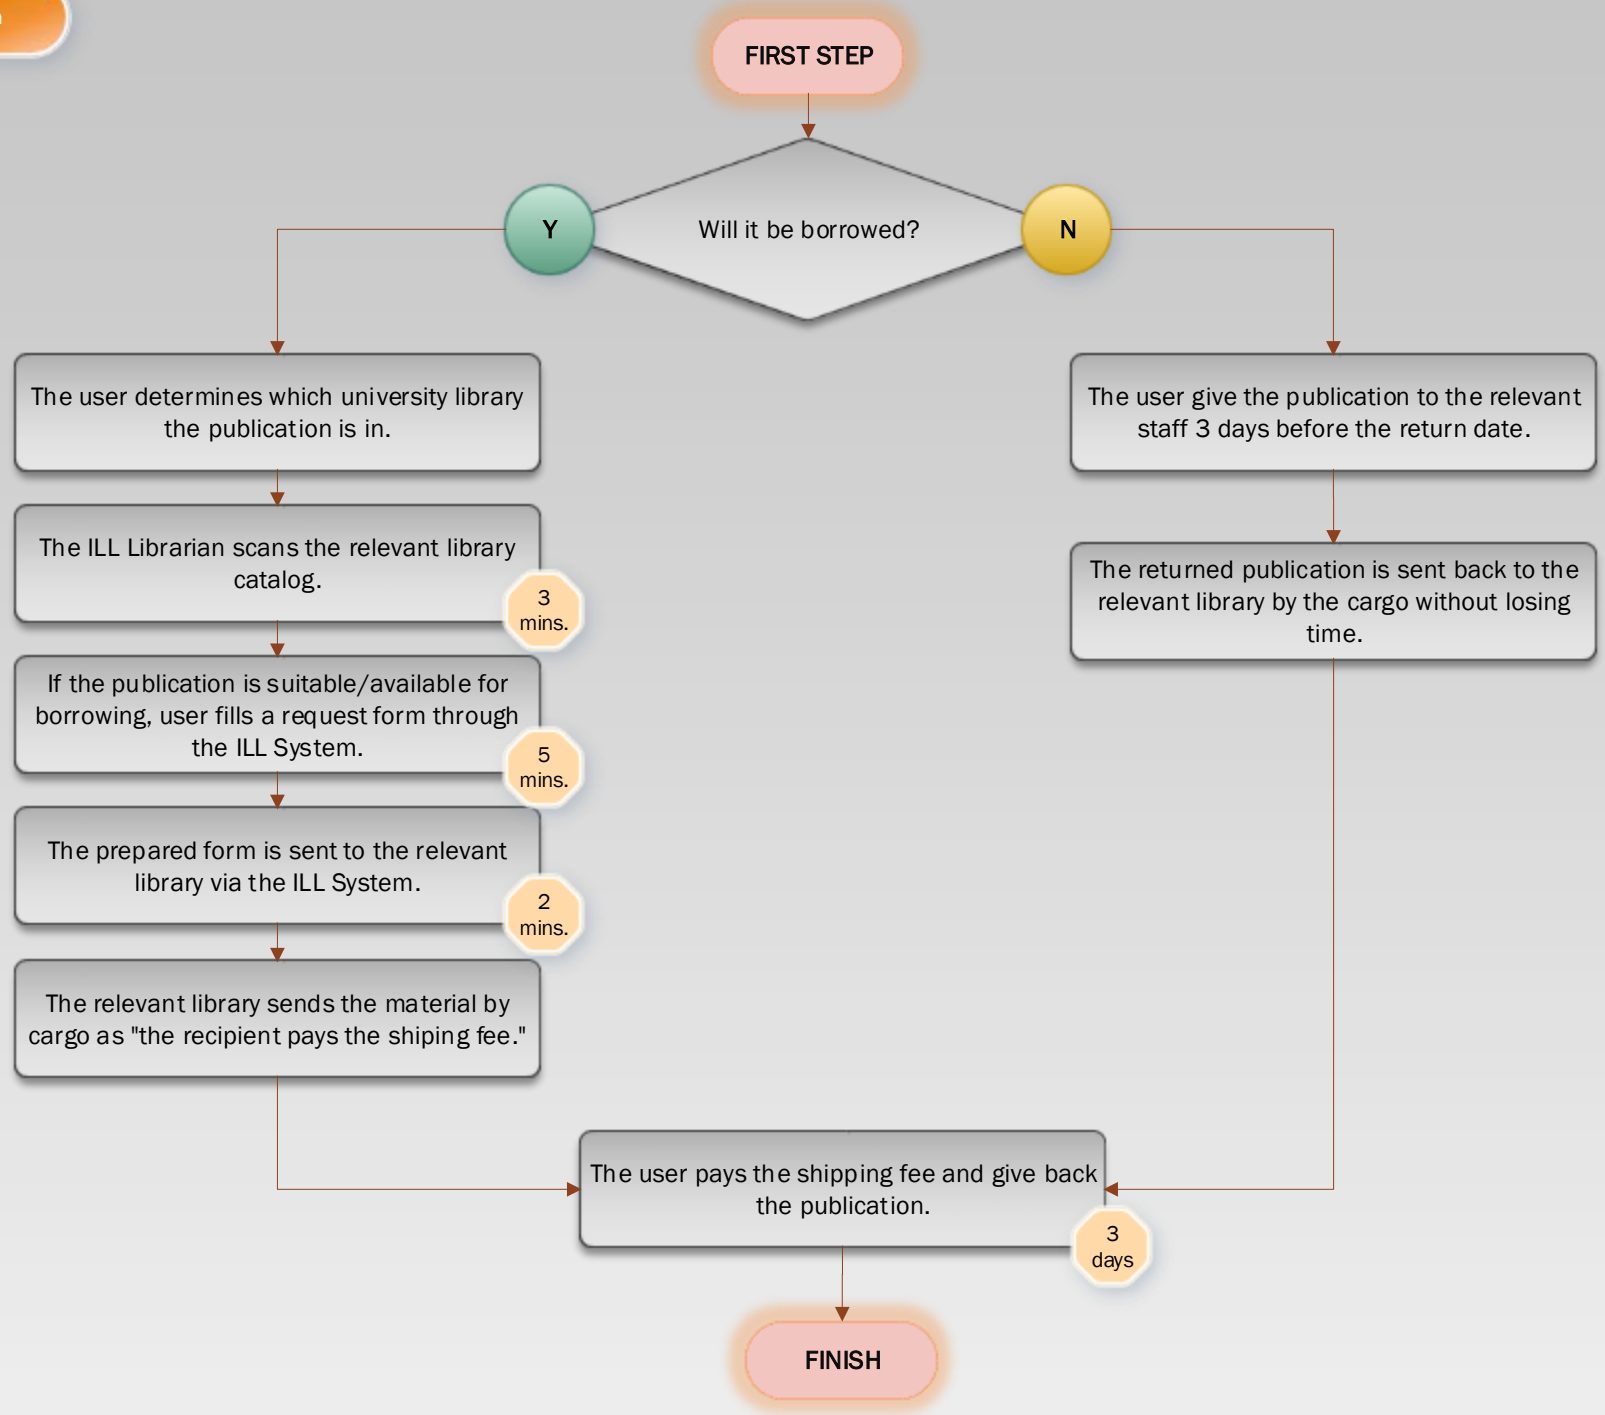 FIRST STEP
Will it be borrowed?
Y
N
The user determines which university library
the publication is in.
The ILL Librarian scans the relevant library
catalog.
3
mins.
If the publication is suitable/available for
borrowing, user fills a request form through
the ILL System.
5
mins.
The prepared form is sent to the relevant
library via the ILL System.
2
mins.
The relevant library sends the material by
cargo as "the recipient pays the shiping fee."
The user give the publication to the relevant
staff 3 days before the return date.
The returned publication is sent back to the
relevant library by the cargo without losing
time.
The user pays the shipping fee and give back
the publication.
3
days
FINISH